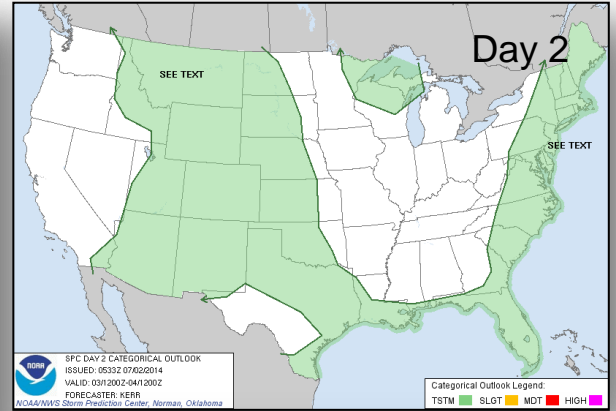 Day 2
SEE TEXT
SEE TEXT
NOAA
SPC DAY 2 CATEGORICAL OUTLOOK
ISSUED: 0533Z 07/02/2014
VALID: 03/1200Z-04/1200Z
FORECASTER: KERR
NOAA/NWS Storm Prediction Center, Norman, Oklahoma
Categorical Outlook Legend:
TSTM SLGT MDT HIGH